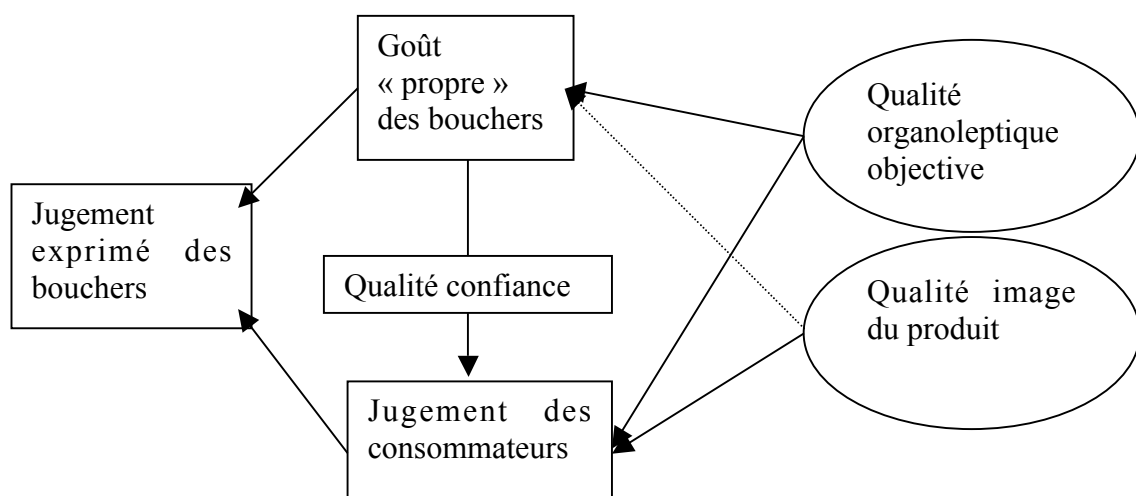 Goût
« propre »
des bouchers
Qualité
organoleptique
objective
Jugement
exprimé des
bouchers
Qualité confiance
Qualité image
du produit
Jugement des
consommateurs